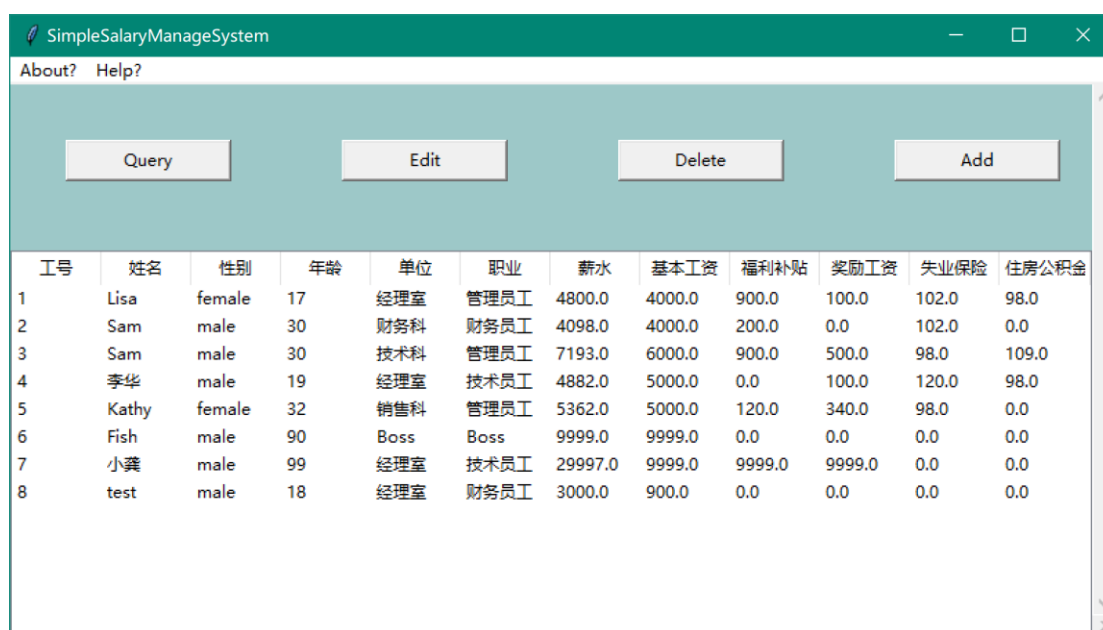 SimpleSalaryManageSystem
About? Help?
Query Edit Delete Add
工号 姓名 性别 年龄 单位 职业 薪水 基本工资 福利补贴 奖励工资 失业保险 住房公积金
1 Lisa female 17 经理室 管理员工 4800.0 4000.0 900.0 100.0 102.0 98.0
2 Sam male 30 财务科 财务员工 4098.0 4000.0 200.0 0.0 102.0 0.0
3 Sam male 30 技术科 管理员工 7193.0 6000.0 900.0 500.0 98.0 109.0
4 李华 male 19 经理室 技术员工 4882.0 5000.0 0.0 100.0 120.0 98.0
5 Kathy female 32 销售科 管理员工 5362.0 5000.0 120.0 340.0 98.0 0.0
6 Fish male 90 Boss Boss 9999.0 9999.0 0.0 0.0 0.0 0.0
7 小龚 male 99 经理室 技术员工 29997.0 9999.0 9999.0 9999.0 0.0 0.0
8 test male 18 经理室 财务员工 3000.0 900.0 0.0 0.0 0.0 0.0